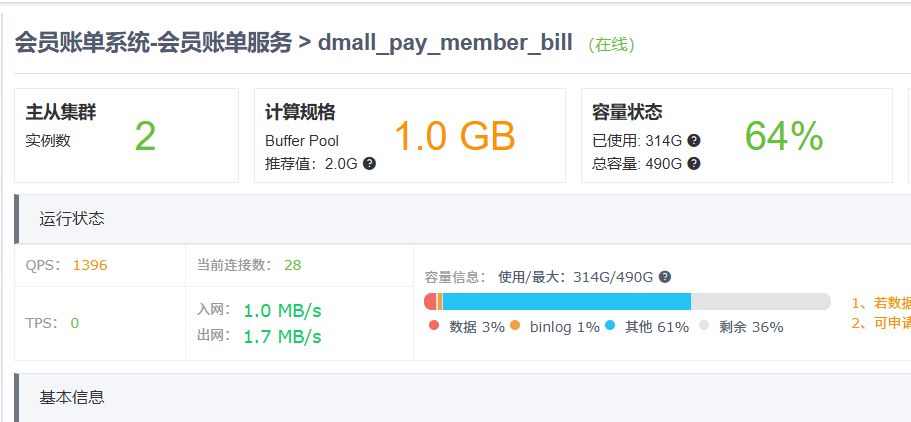 会员账单系统-会员账单服务 > dmall_pay_member_bill (在线)
主从集群
实例数
2
计算规格
Buffer Pool
推荐值：2.0G
1.0 GB
容量状态
已使用: 314G
总容量: 490G
64%
运行状态
QPS： 1396
当前连接数： 28
TPS： 0
入网： 1.0 MB/s
出网： 1.7 MB/s
容量信息： 使用/最大：314G/490G
数据 3% binlog 1% 其他 61% 剩余 36%
1、若数据
2、可申请
基本信息